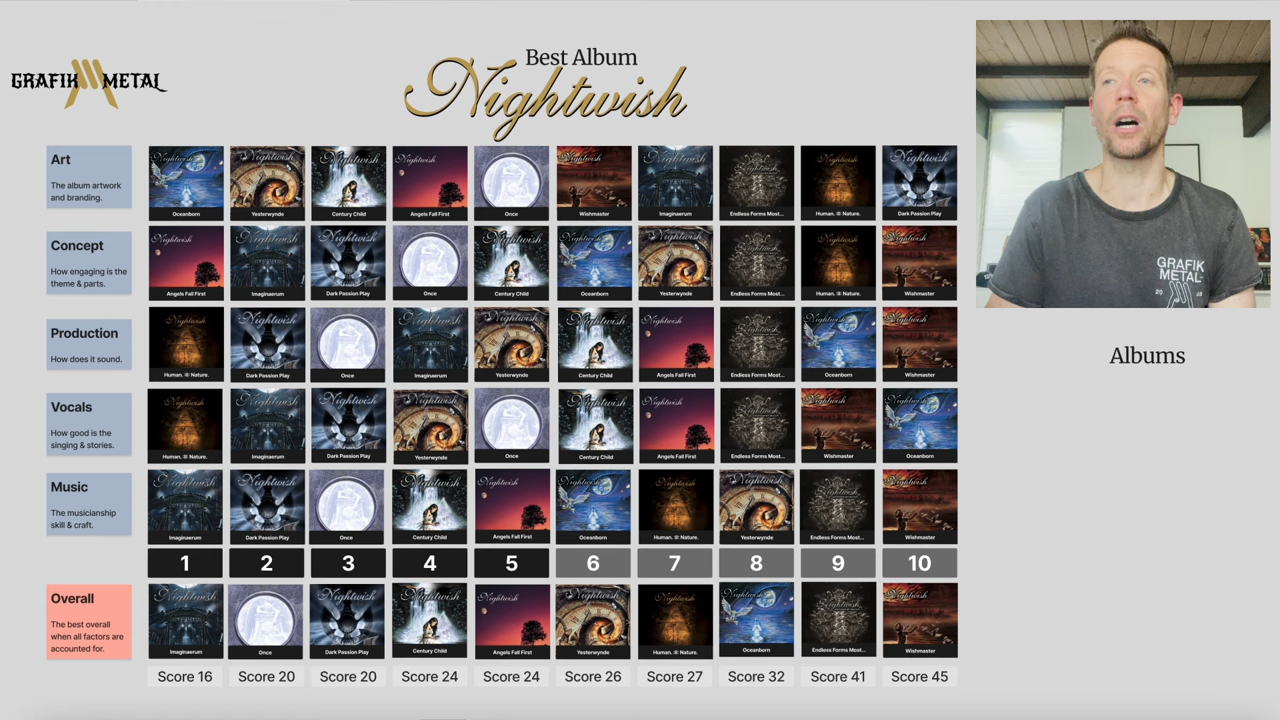 Best Album
Nightwish
GRAFIK METAL
Art
The album artwork
and branding.
Nightwish Nightwish Nightwish Nightwish Nightwish Nightwish Nightwish Nightwish
Oceanborn Yesterwynde Century Child Angels Fall First Once Wishmaster Imaginaerum Endless Forms Most... Human. :II: Nature. Dark Passion Play
Concept
How engaging is the
theme & parts.
Angels Fall First Imaginaerum Dark Passion Play Once Century Child Oceanborn Yesterwynde Endless Forms Most... Human. :II: Nature. Wishmaster
Production
How does it sound.
Human. :II: Nature. Dark Passion Play Once Imaginaerum Yesterwynde Century Child Angels Fall First Endless Forms Most... Oceanborn Wishmaster
Vocals
How good is the
singing & stories.
Human. :II: Nature. Imaginaerum Dark Passion Play Yesterwynde Once Century Child Angels Fall First Endless Forms Most... Wishmaster Oceanborn
Music
The musicianship
skill & craft.
Imaginaerum Dark Passion Play Once Century Child Angels Fall First Oceanborn Human. :II: Nature. Yesterwynde Endless Forms Most... Wishmaster
1 2 3 4 5 6 7 8 9 10
Overall
The best overall
when all factors are
accounted for.
Imaginaerum Once Dark Passion Play Century Child Angels Fall First Yesterwynde Human. :II: Nature. Oceanborn Endless Forms Most... Wishmaster
Score 16 Score 20 Score 20 Score 24 Score 24 Score 26 Score 27 Score 32 Score 41 Score 45
GRAFIK
METAL
20
Albums